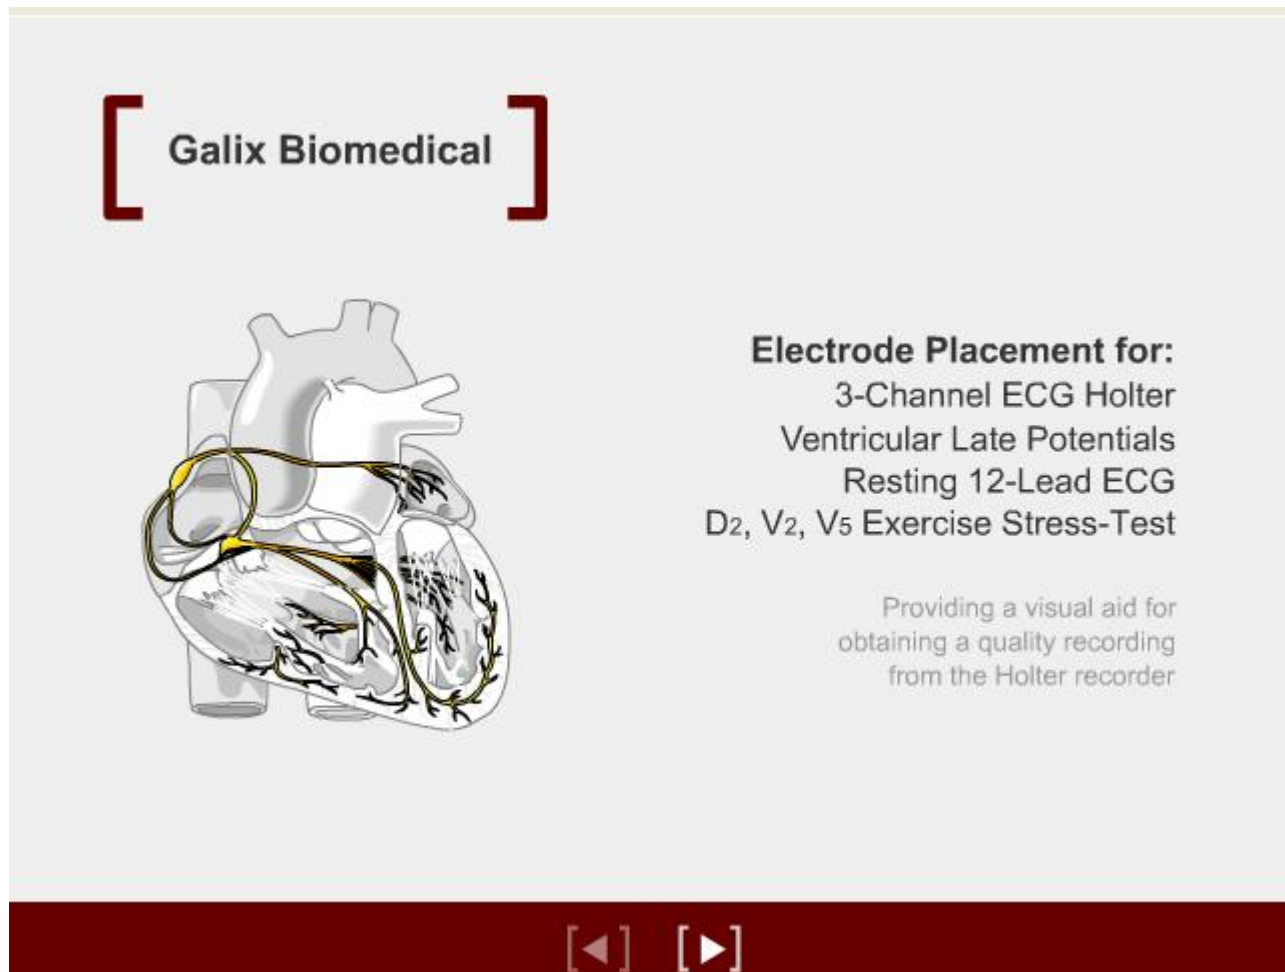 Galix Biomedical
Electrode Placement for:
3-Channel ECG Holter
Ventricular Late Potentials
Resting 12-Lead ECG
D2, V2, V5 Exercise Stress-Test
Providing a visual aid for
obtaining a quality recording
from the Holter recorder